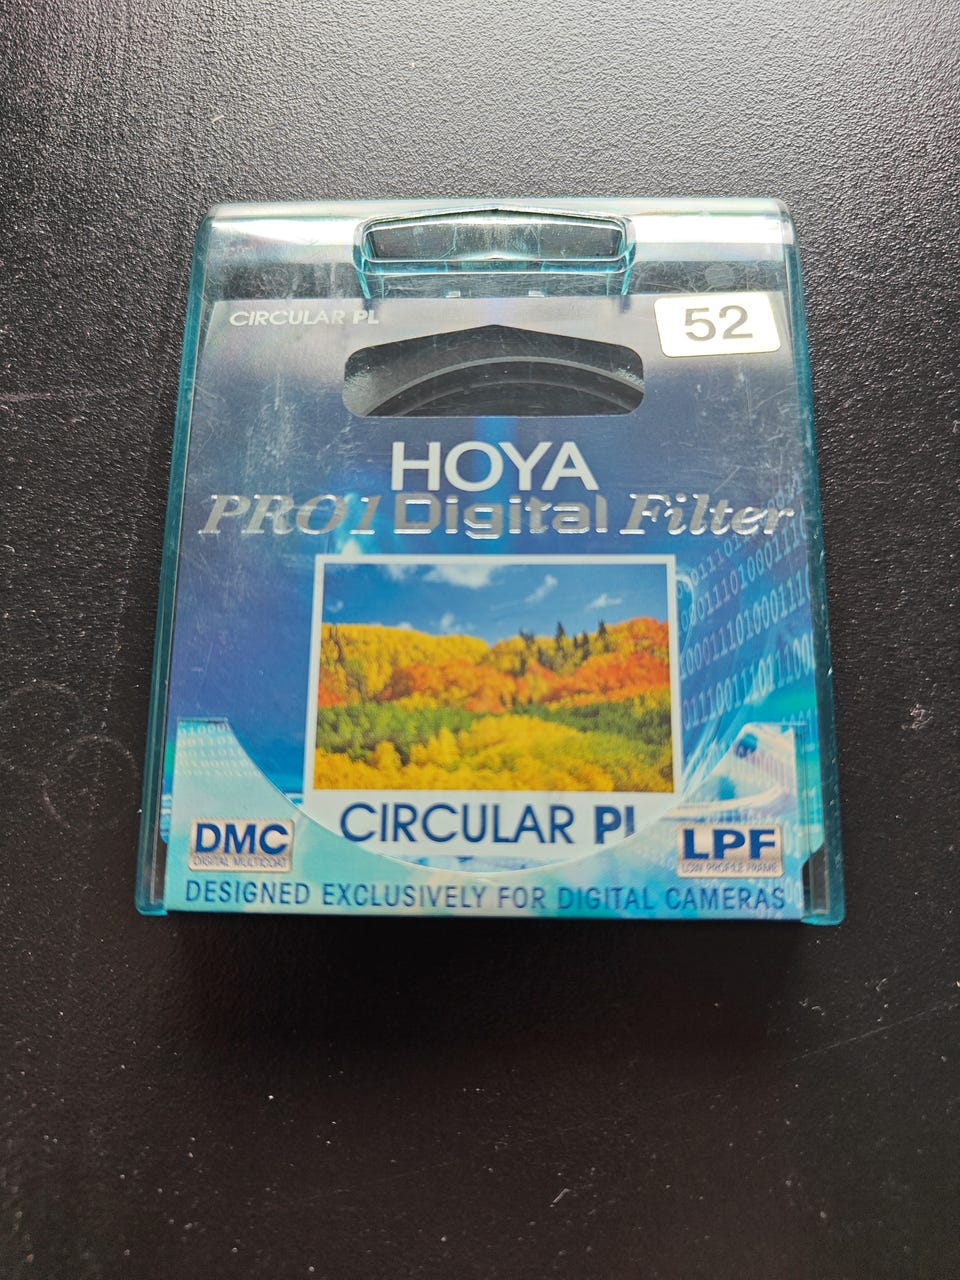 CIRCULAR PL
52
HOYA
PRO1 Digital Filter
CIRCULAR PL
DMC
DIGITAL MULTICOAT
LPF
LOW PROFILE FRAME
DESIGNED EXCLUSIVELY FOR DIGITAL CAMERAS